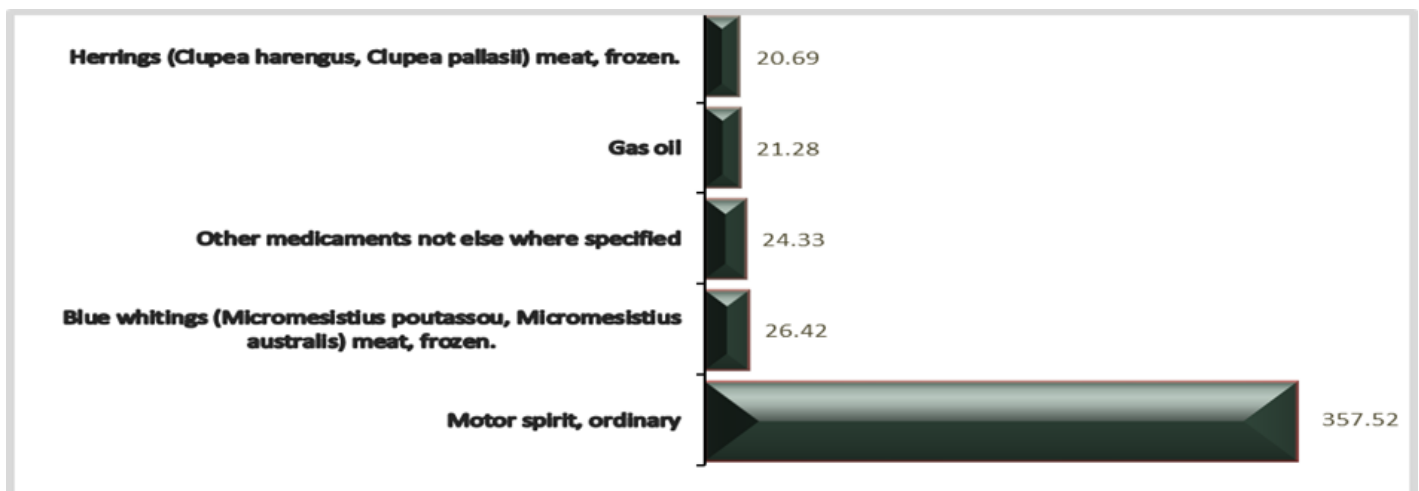 Herrings (Clupea harengus, Clupea pallasii) meat, frozen.
20.69
Gas oil
21.28
Other medicaments not else where specified
24.33
Blue whitings (Micromesistius poutassou, Micromesistius
australis) meat, frozen.
26.42
Motor spirit, ordinary
357.52